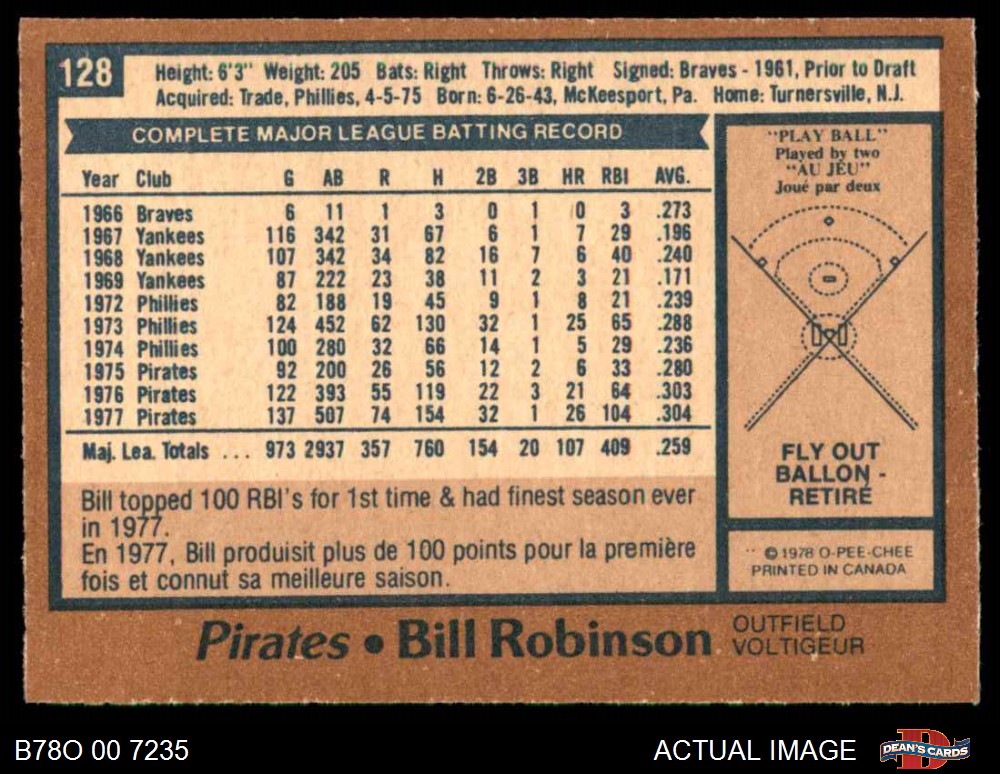 128
Height: 6'3" Weight: 205 Bats: Right Throws: Right Signed: Braves - 1961, Prior to Draft
Acquired: Trade, Phillies, 4-5-75 Born: 6-26-43, McKeesport, Pa. Home: Turnersville, N.J.
COMPLETE MAJOR LEAGUE BATTING RECORD
Year Club G AB R H 2B 3B HR RBI AVG.
1966 Braves 6 11 1 3 0 1 0 3 .273
1967 Yankees 116 342 31 67 6 1 7 29 .196
1968 Yankees 107 342 34 82 16 7 6 40 .240
1969 Yankees 87 222 23 38 11 2 3 21 .171
1972 Phillies 82 188 19 45 9 1 8 21 .239
1973 Phillies 124 452 62 130 32 1 25 65 .288
1974 Phillies 100 280 32 66 14 1 5 29 .236
1975 Pirates 92 200 26 56 12 2 6 33 .280
1976 Pirates 122 393 55 119 22 3 21 64 .303
1977 Pirates 137 507 74 154 32 1 26 104 .304
Maj. Lea. Totals ... 973 2937 357 760 154 20 107 409 .259
Bill topped 100 RBI's for 1st time & had finest season ever
in 1977.
En 1977, Bill produisit plus de 100 points pour la première
fois et connut sa meilleure saison.
"PLAY BALL"
Played by two
"AU JEU"
Joué par deux
FLY OUT
BALLON -
RETIRÉ
© 1978 O-PEE-CHEE
PRINTED IN CANADA
Pirates • Bill Robinson
OUTFIELD
VOLTIGEUR
B78O 00 7235
ACTUAL IMAGE
DEAN'S CARDS